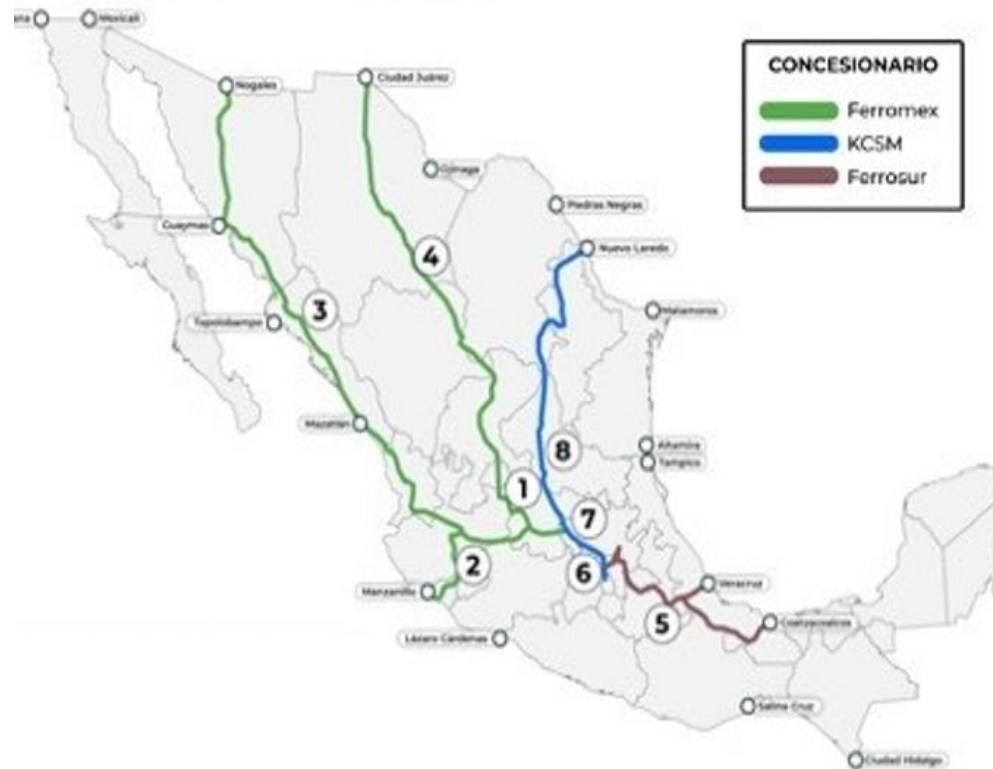 Mexicali
CONCESIONARIO
Ferromex
KCSM
Ferrosur
Nogales
Ciudad Juárez
Ojinaga
Piedras Negras
Guaymas
Nuevo Laredo
4
3
Matamoros
Topolobampo
Mazatlán
8
Altamira
Tampico
1
7
2
6
Manzanillo
Veracruz
5
Coatzacoalcos
Lázaro Cárdenas
Salina Cruz
Ciudad Hidalgo